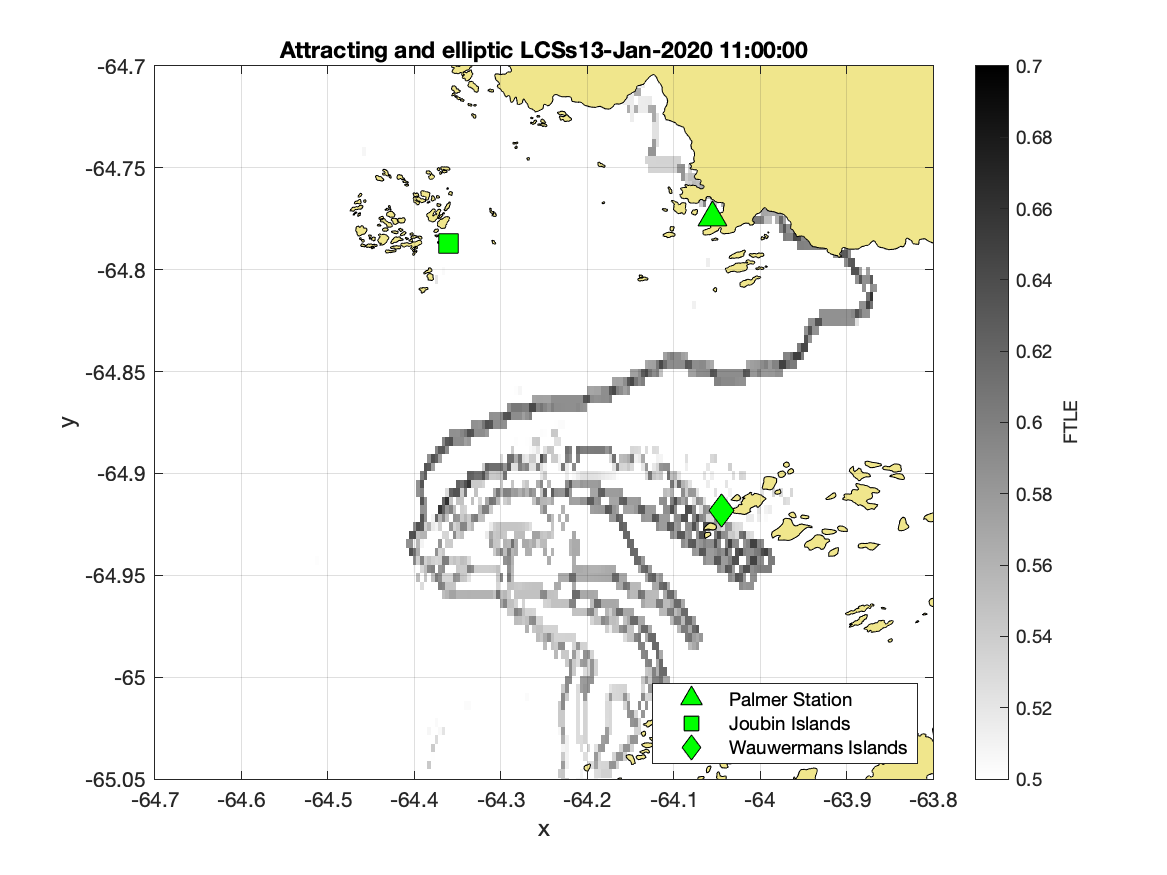 Attracting and elliptic LCSs13-Jan-2020 11:00:00
-64.7
-64.75
-64.8
-64.85
-64.9
-64.95
-65
-65.05
y
-64.7 -64.6 -64.5 -64.4 -64.3 -64.2 -64.1 -64 -63.9 -63.8
x
Palmer Station
Joubin Islands
Wauwermans Islands
0.7
0.68
0.66
0.64
0.62
0.6
0.58
0.56
0.54
0.52
0.5
FTLE